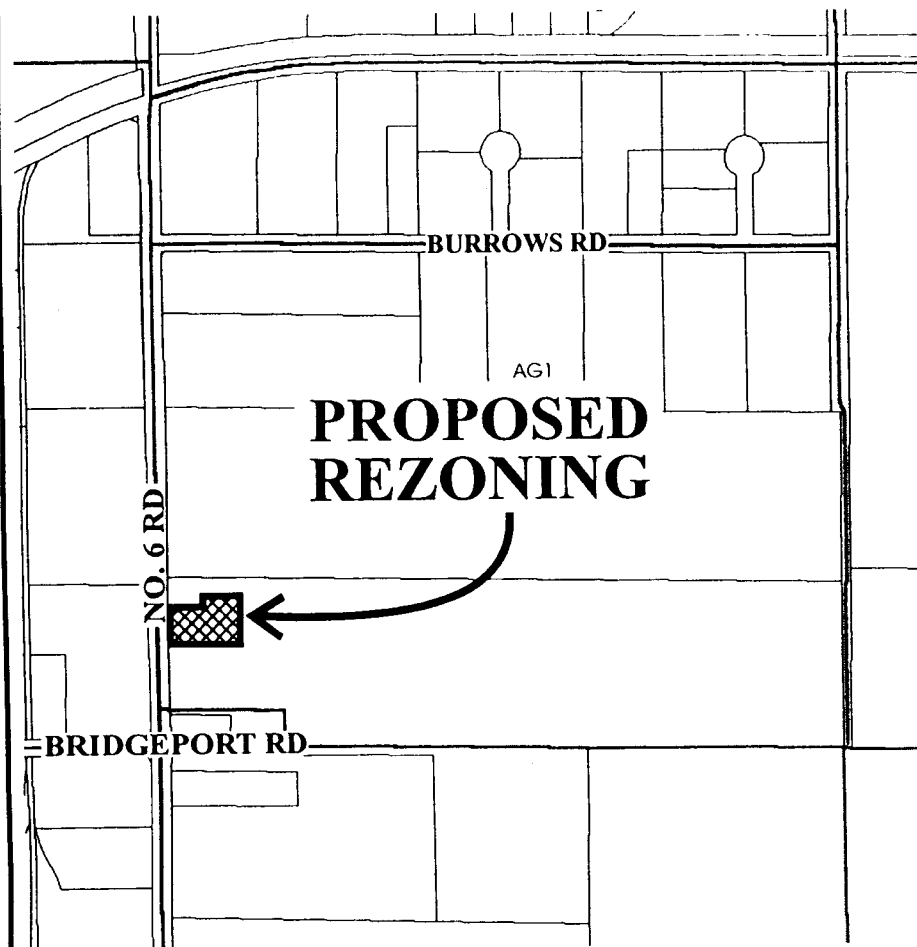 BURROWS RD
AG1
PROPOSED
REZONING
NO. 6 RD
BRIDGEPORT RD